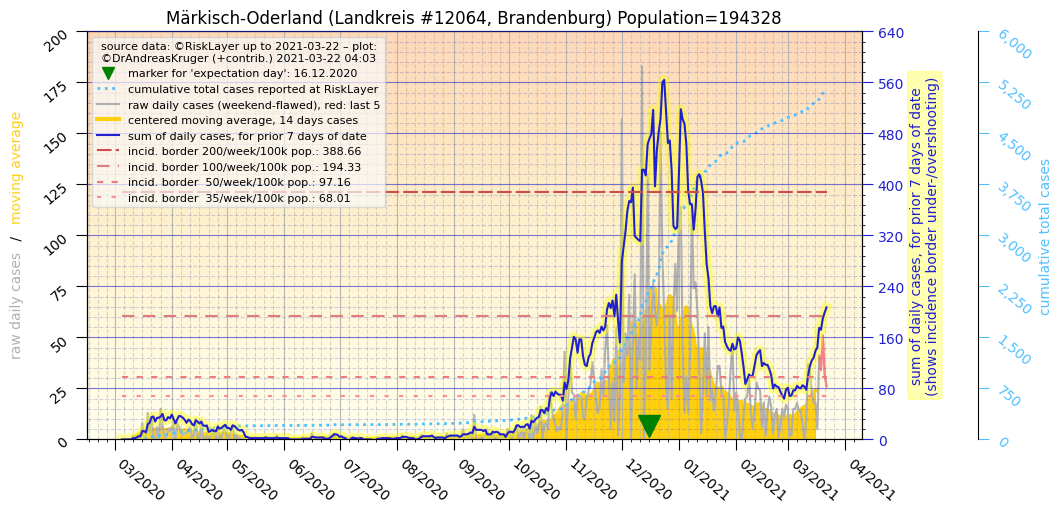 Märkisch-Oderland (Landkreis #12064, Brandenburg) Population=194328
source data: ©RiskLayer up to 2021-03-22 – plot:
©DrAndreasKruger (+contrib.) 2021-03-22 04:03
marker for 'expectation day': 16.12.2020
cumulative total cases reported at RiskLayer
raw daily cases (weekend-flawed), red: last 5
centered moving average, 14 days cases
sum of daily cases, for prior 7 days of date
incid. border 200/week/100k pop.: 388.66
incid. border 100/week/100k pop.: 194.33
incid. border  50/week/100k pop.: 97.16
incid. border  35/week/100k pop.: 68.01
raw daily cases / moving average
200
175
150
125
100
75
50
25
0
640
560
480
400
320
240
160
80
0
sum of daily cases, for prior 7 days of date
(shows incidence border under-/overshooting)
6,000
5,250
4,500
3,750
3,000
2,250
1,500
750
0
cumulative total cases
03/2020
04/2020
05/2020
06/2020
07/2020
08/2020
09/2020
10/2020
11/2020
12/2020
01/2021
02/2021
03/2021
04/2021